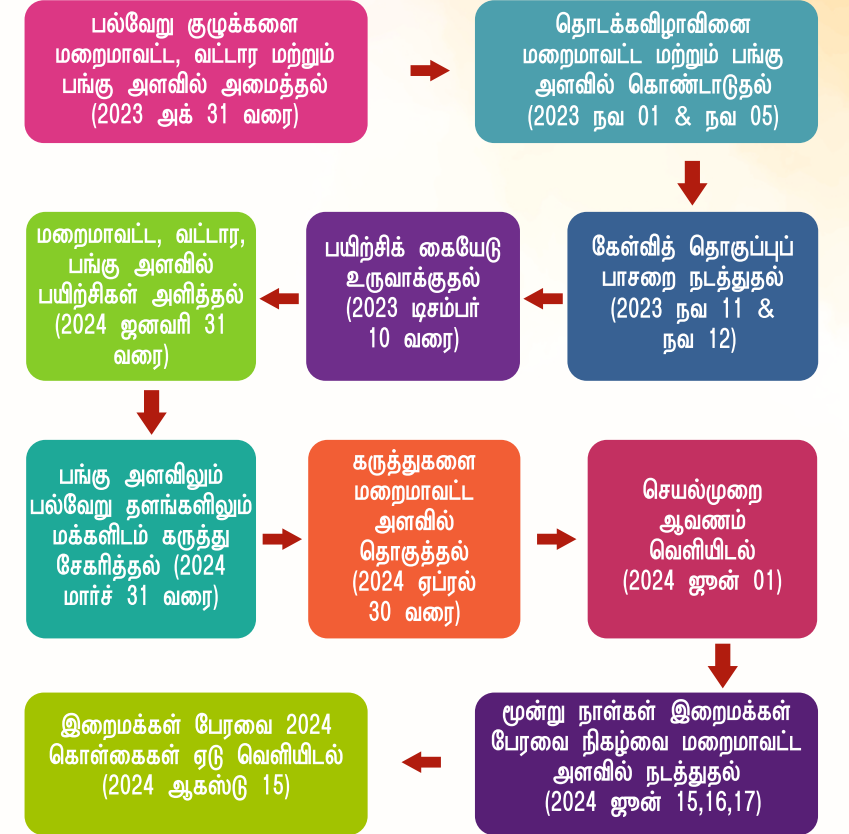 பல்வேறு குழுக்களை
மறைமாவட்ட, வட்டார மற்றும்
பங்கு அளவில் அமைத்தல்
(2023 அக் 31 வரை)
தொடக்கவிழாவினை
மறைமாவட்ட மற்றும் பங்கு
அளவில் கொண்டாடுதல்
(2023 நவ 01 & நவ 05)
கேள்வித் தொகுப்புப்
பாசறை நடத்துதல்
(2023 நவ 11 &
நவ 12)
பயிற்சிக் கையேடு
உருவாக்குதல்
(2023 டிசம்பர்
10 வரை)
மறைமாவட்ட, வட்டார,
பங்கு அளவில்
பயிற்சிகள் அளித்தல்
(2024 ஜனவரி 31
வரை)
பங்கு அளவிலும்
பல்வேறு தளங்களிலும்
மக்களிடம் கருத்து
சேகரித்தல் (2024
மார்ச் 31 வரை)
கருத்துகளை
மறைமாவட்ட
அளவில்
தொகுத்தல்
(2024 ஏப்ரல்
30 வரை)
செயல்முறை
ஆவணம்
வெளியிடல்
(2024 ஜூன் 01)
மூன்று நாள்கள் இறைமக்கள்
பேரவை நிகழ்வை மறைமாவட்ட
அளவில் நடத்துதல்
(2024 ஜூன் 15,16,17)
இறைமக்கள் பேரவை 2024
கொள்கைகள் ஏடு வெளியிடல்
(2024 ஆகஸ்டு 15)